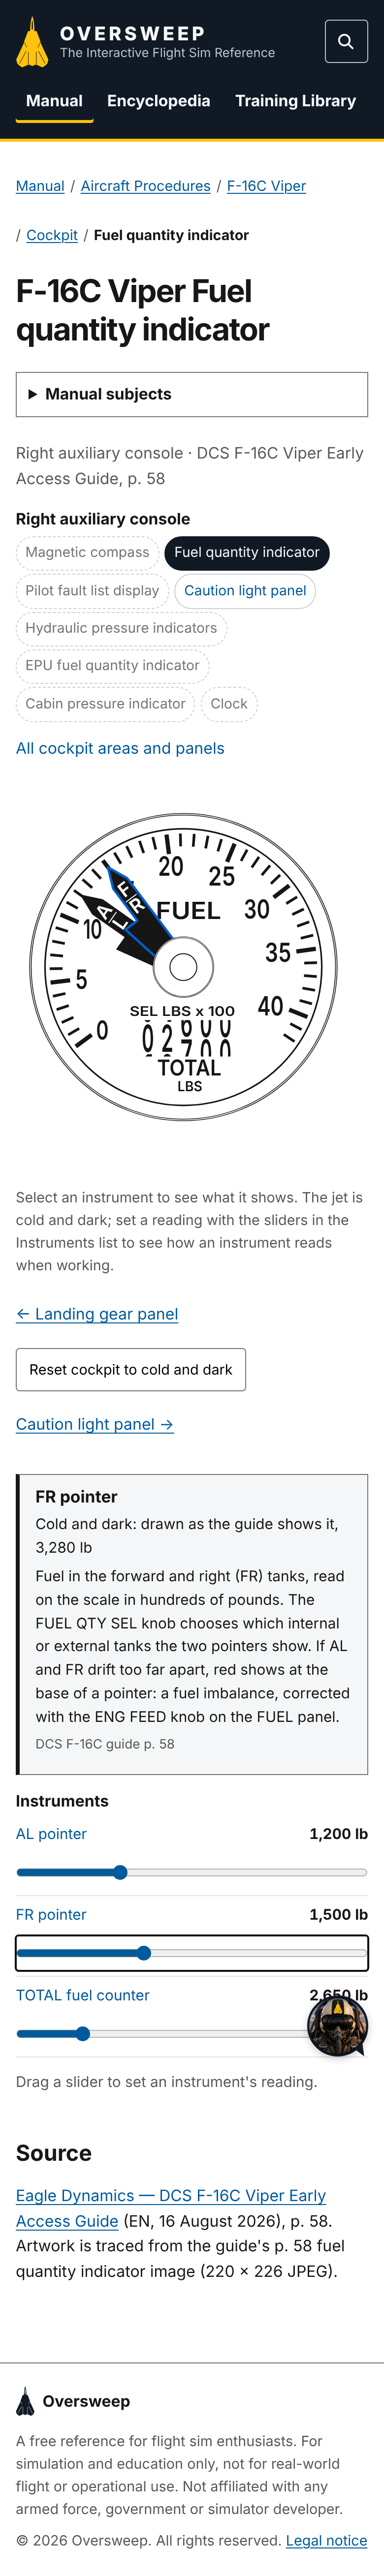 OVERSWEEP
The Interactive Flight Sim Reference
Manual Encyclopedia Training Library
Manual / Aircraft Procedures / F-16C Viper
/ Cockpit / Fuel quantity indicator
F-16C Viper Fuel
quantity indicator
▶ Manual subjects
Right auxiliary console · DCS F-16C Viper Early
Access Guide, p. 58
Right auxiliary console
Magnetic compass Fuel quantity indicator
Pilot fault list display Caution light panel
Hydraulic pressure indicators
EPU fuel quantity indicator
Cabin pressure indicator Clock
All cockpit areas and panels
20
25
30
35
40
10
5
0
FR
AL
FUEL
SEL LBS x 100
TOTAL
LBS
Select an instrument to see what it shows. The jet is
cold and dark; set a reading with the sliders in the
Instruments list to see how an instrument reads
when working.
← Landing gear panel
Reset cockpit to cold and dark
Caution light panel →
FR pointer
Cold and dark: drawn as the guide shows it,
3,280 lb
Fuel in the forward and right (FR) tanks, read
on the scale in hundreds of pounds. The
FUEL QTY SEL knob chooses which internal
or external tanks the two pointers show. If AL
and FR drift too far apart, red shows at the
base of a pointer: a fuel imbalance, corrected
with the ENG FEED knob on the FUEL panel.
DCS F-16C guide p. 58
Instruments
AL pointer 1,200 lb
FR pointer 1,500 lb
TOTAL fuel counter 2,650 lb
Drag a slider to set an instrument's reading.
Source
Eagle Dynamics — DCS F-16C Viper Early
Access Guide (EN, 16 August 2026), p. 58.
Artwork is traced from the guide's p. 58 fuel
quantity indicator image (220 × 226 JPEG).
Oversweep
A free reference for flight sim enthusiasts. For
simulation and education only, not for real-world
flight or operational use. Not affiliated with any
armed force, government or simulator developer.
© 2026 Oversweep. All rights reserved. Legal notice